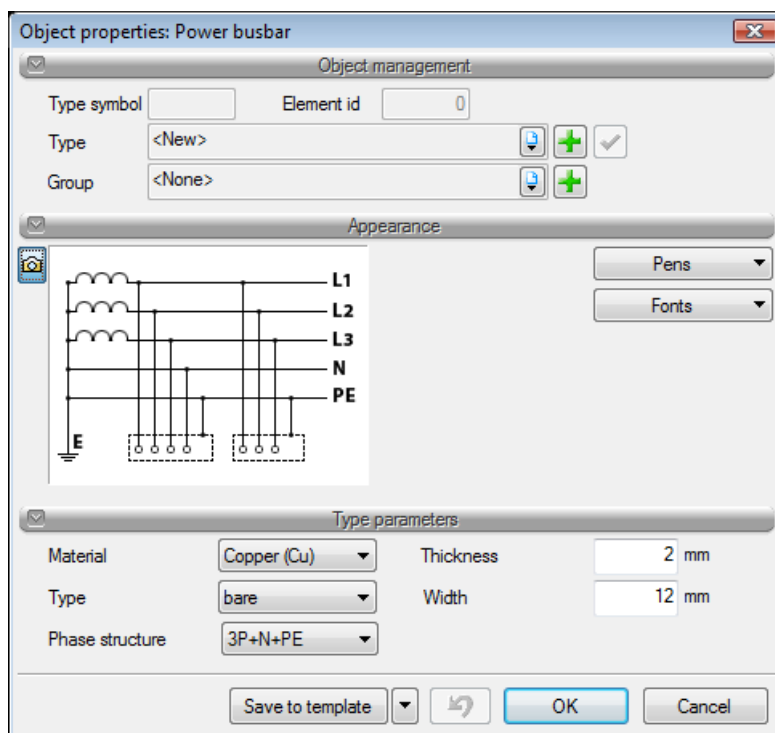 Object properties: Power busbar
Object management
Type symbol Element id 0
Type <New>
Group <None>
Appearance
Pens
Fonts
L1
L2
L3
N
PE
E
Type parameters
Material Copper (Cu) Thickness 2 mm
Type bare Width 12 mm
Phase structure 3P+N+PE
Save to template OK Cancel